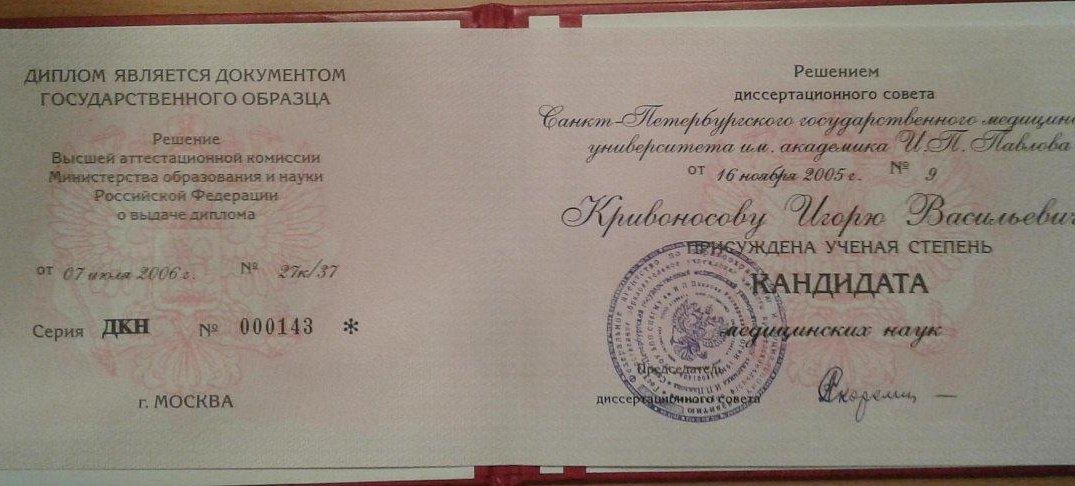 ДИПЛОМ ЯВЛЯЕТСЯ ДОКУМЕНТОМ
ГОСУДАРСТВЕННОГО ОБРАЗЦА
Решение
Высшей аттестационной комиссии
Министерства образования и науки
Российской Федерации
о выдаче диплома
от 07 июля 2006 г. № 27к/37
Серия ДКН № 000143 *
г. МОСКВА
Решением
диссертационного совета
Санкт-Петербургского государственного медицинс
университета им. академика И.П. Павлова
от 16 ноября 2005 г. № 9
Кривоносову Игорю Васильевич
ПРИСУЖДЕНА УЧЕНАЯ СТЕПЕНЬ
КАНДИДАТА
медицинских наук
Председатель
диссертационного совета